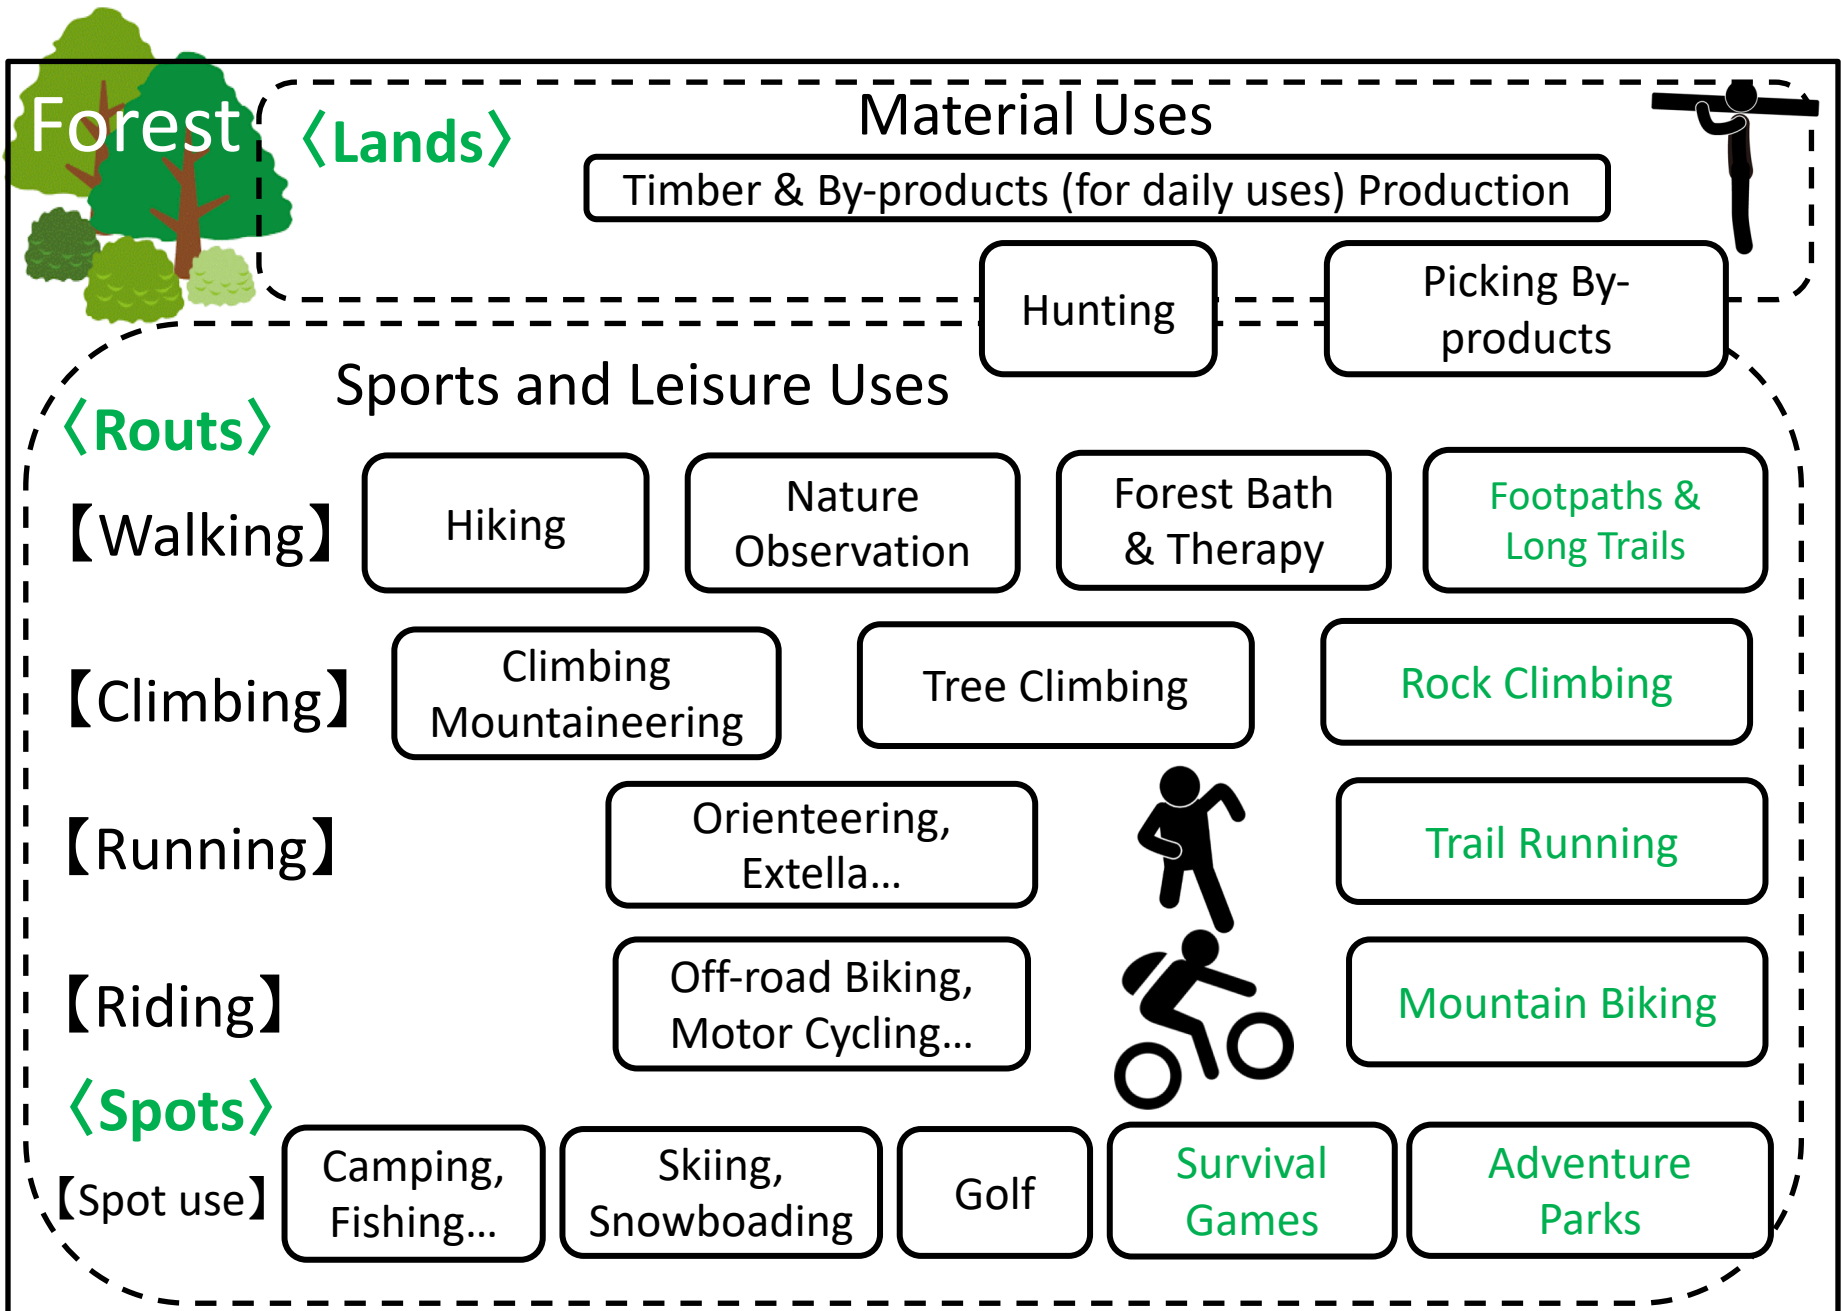 Forest
〈Lands〉
Material Uses
Timber & By-products (for daily uses) Production
Hunting
Picking By-
products
Sports and Leisure Uses
〈Routs〉
【Walking】
Hiking
Nature
Observation
Forest Bath
& Therapy
Footpaths &
Long Trails
【Climbing】
Climbing
Mountaineering
Tree Climbing
Rock Climbing
【Running】
Orienteering,
Extella...
Trail Running
【Riding】
Off-road Biking,
Motor Cycling...
Mountain Biking
〈Spots〉
【Spot use】
Camping,
Fishing...
Skiing,
Snowboading
Golf
Survival
Games
Adventure
Parks